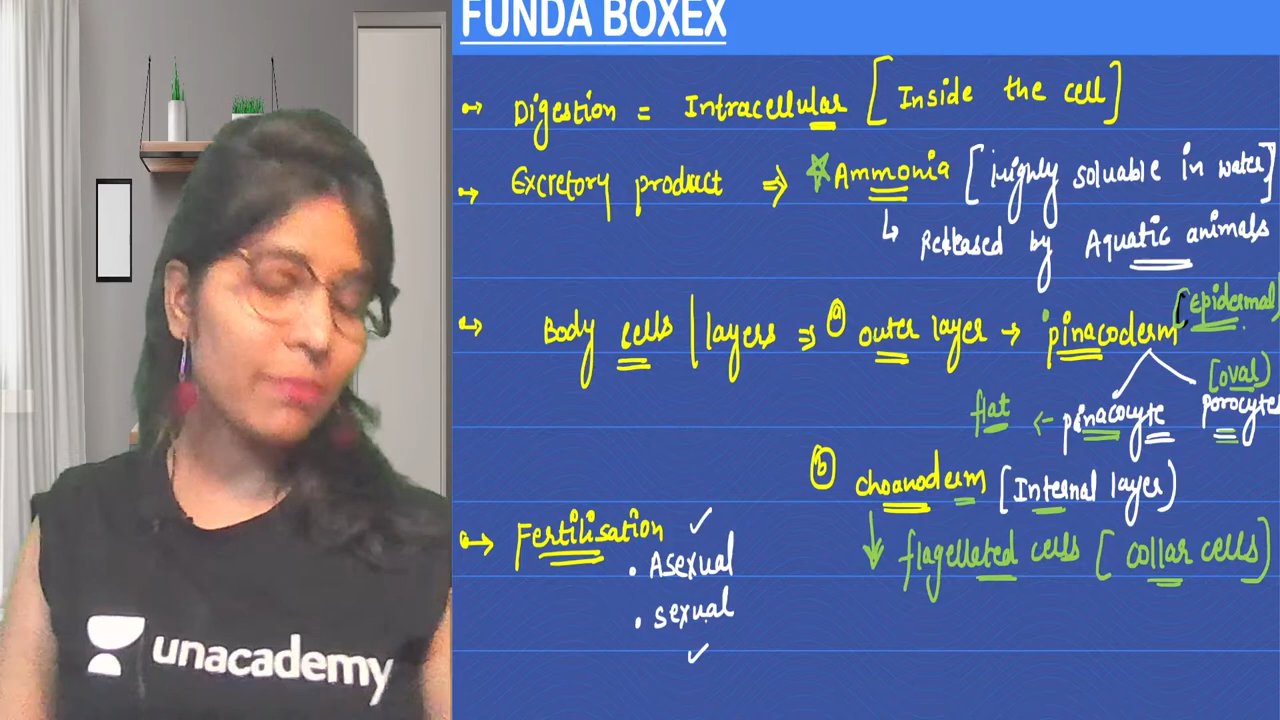 FUNDA BOXEX
Digestion = Intracellular [Inside the cell]
Excretory product ⇒ ☆Ammonia [highly soluable in water]
↳ Released by Aquatic animals
Body cells | layers ⇒ ⓐ outer layer → pinacoderm [epidermal]
[oval]
flat ← pinacocyte porocytes
ⓑ choanoderm [Internal layer]
Fertilisation ✓
↓ flagellated cells [collar cells]
• Asexual
• sexual
✓
unacademy